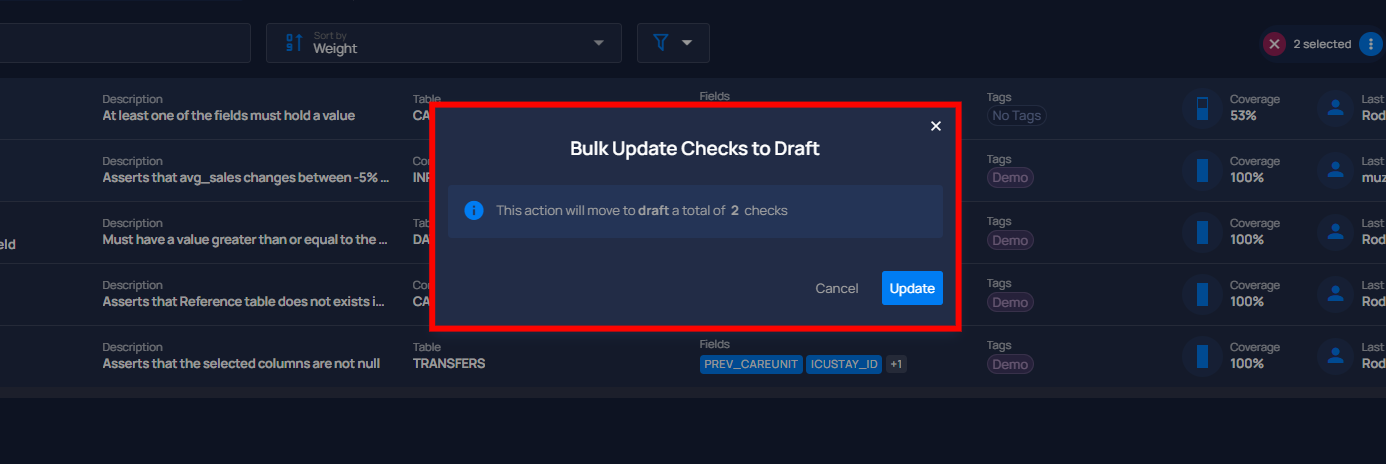 Sort by
Weight
2 selected
Description
At least one of the fields must hold a value
Table
CA
Fields
Tags
No Tags
Coverage
53%
Last
Rod
Bulk Update Checks to Draft
This action will move to draft a total of 2 checks
Cancel
Update
Description
Asserts that avg_sales changes between -5% ...
Tags
Demo
Coverage
100%
Last
muz
eld
Description
Must have a value greater than or equal to the ...
Tab
DA
Tags
Demo
Coverage
100%
Last
Rod
Description
Asserts that Reference table does not exists i...
Co
CA
Tags
Demo
Coverage
100%
Last
Rod
Description
Asserts that the selected columns are not null
Table
TRANSFERS
Fields
PREV_CAREUNIT ICUSTAY_ID +1
Tags
Demo
Coverage
100%
Last
Rod